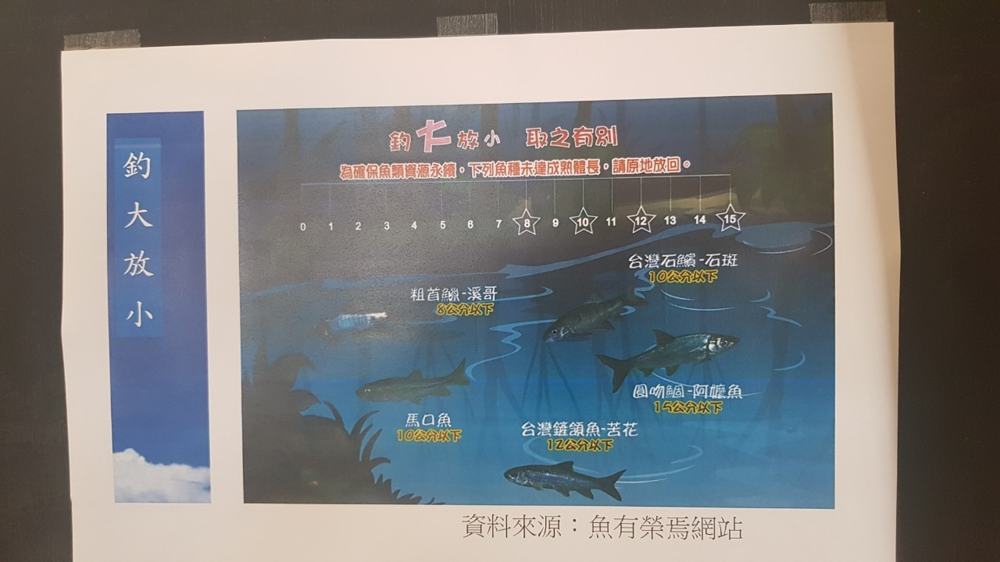 釣大放小
釣大放小 取之有別
為確保魚類資源永續，下列魚種未達成熟體長，請原地放回。
0 1 2 3 4 5 6 7 8 9 10 11 12 13 14 15
台灣石𩼧-石斑
10公分以下
粗首鱲-溪哥
8公分以下
圓吻鯝-阿嬤魚
15公分以下
馬口魚
10公分以下
台灣鏟頜魚-苦花
12公分以下
資料來源：魚有榮焉網站